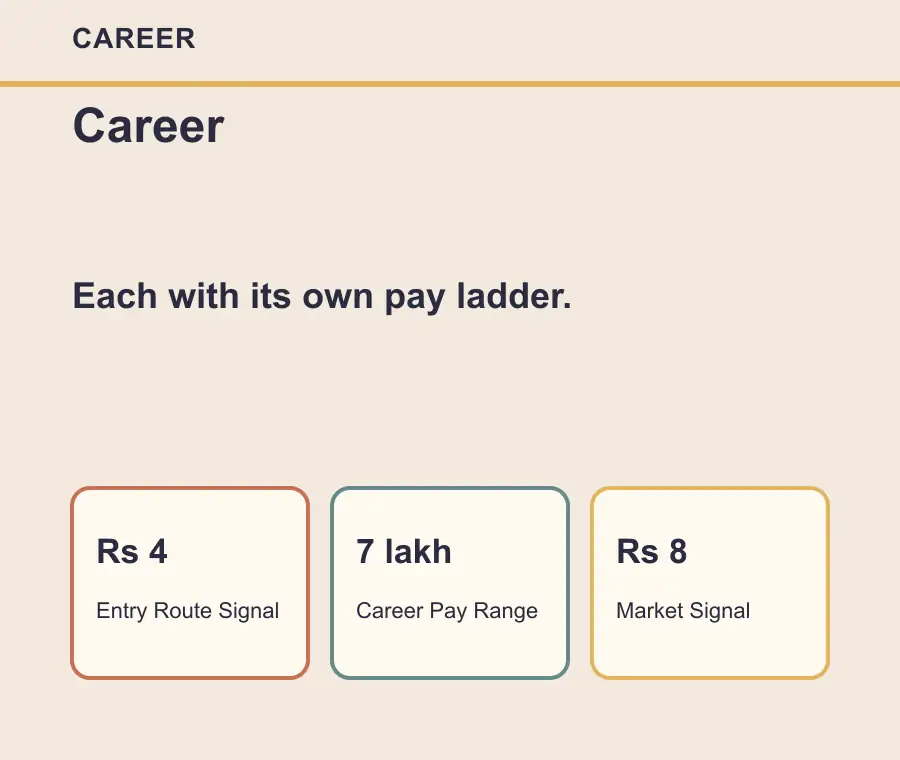 CAREER
Career
Each with its own pay ladder.
Rs 4
Entry Route Signal
7 lakh
Career Pay Range
Rs 8
Market Signal